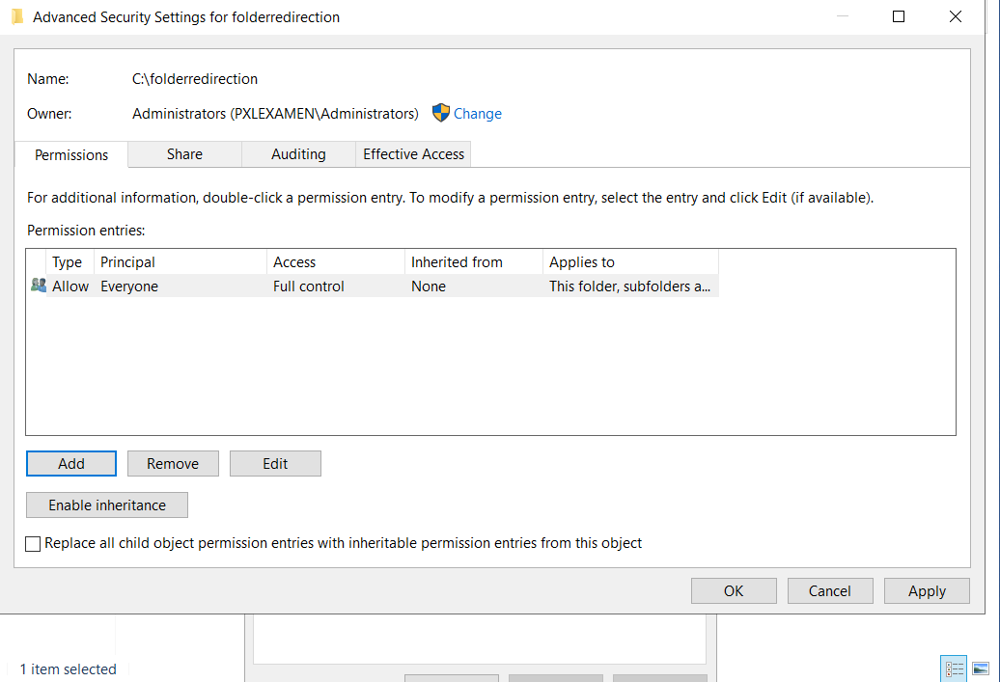 Advanced Security Settings for folderredirection
Name: C:\folderredirection
Owner: Administrators (PXLEXAMEN\Administrators) Change
Permissions Share Auditing Effective Access
For additional information, double-click a permission entry. To modify a permission entry, select the entry and click Edit (if available).
Permission entries:
Type Principal Access Inherited from Applies to
Allow Everyone Full control None This folder, subfolders a...
Add Remove Edit
Enable inheritance
Replace all child object permission entries with inheritable permission entries from this object
OK Cancel Apply
1 item selected